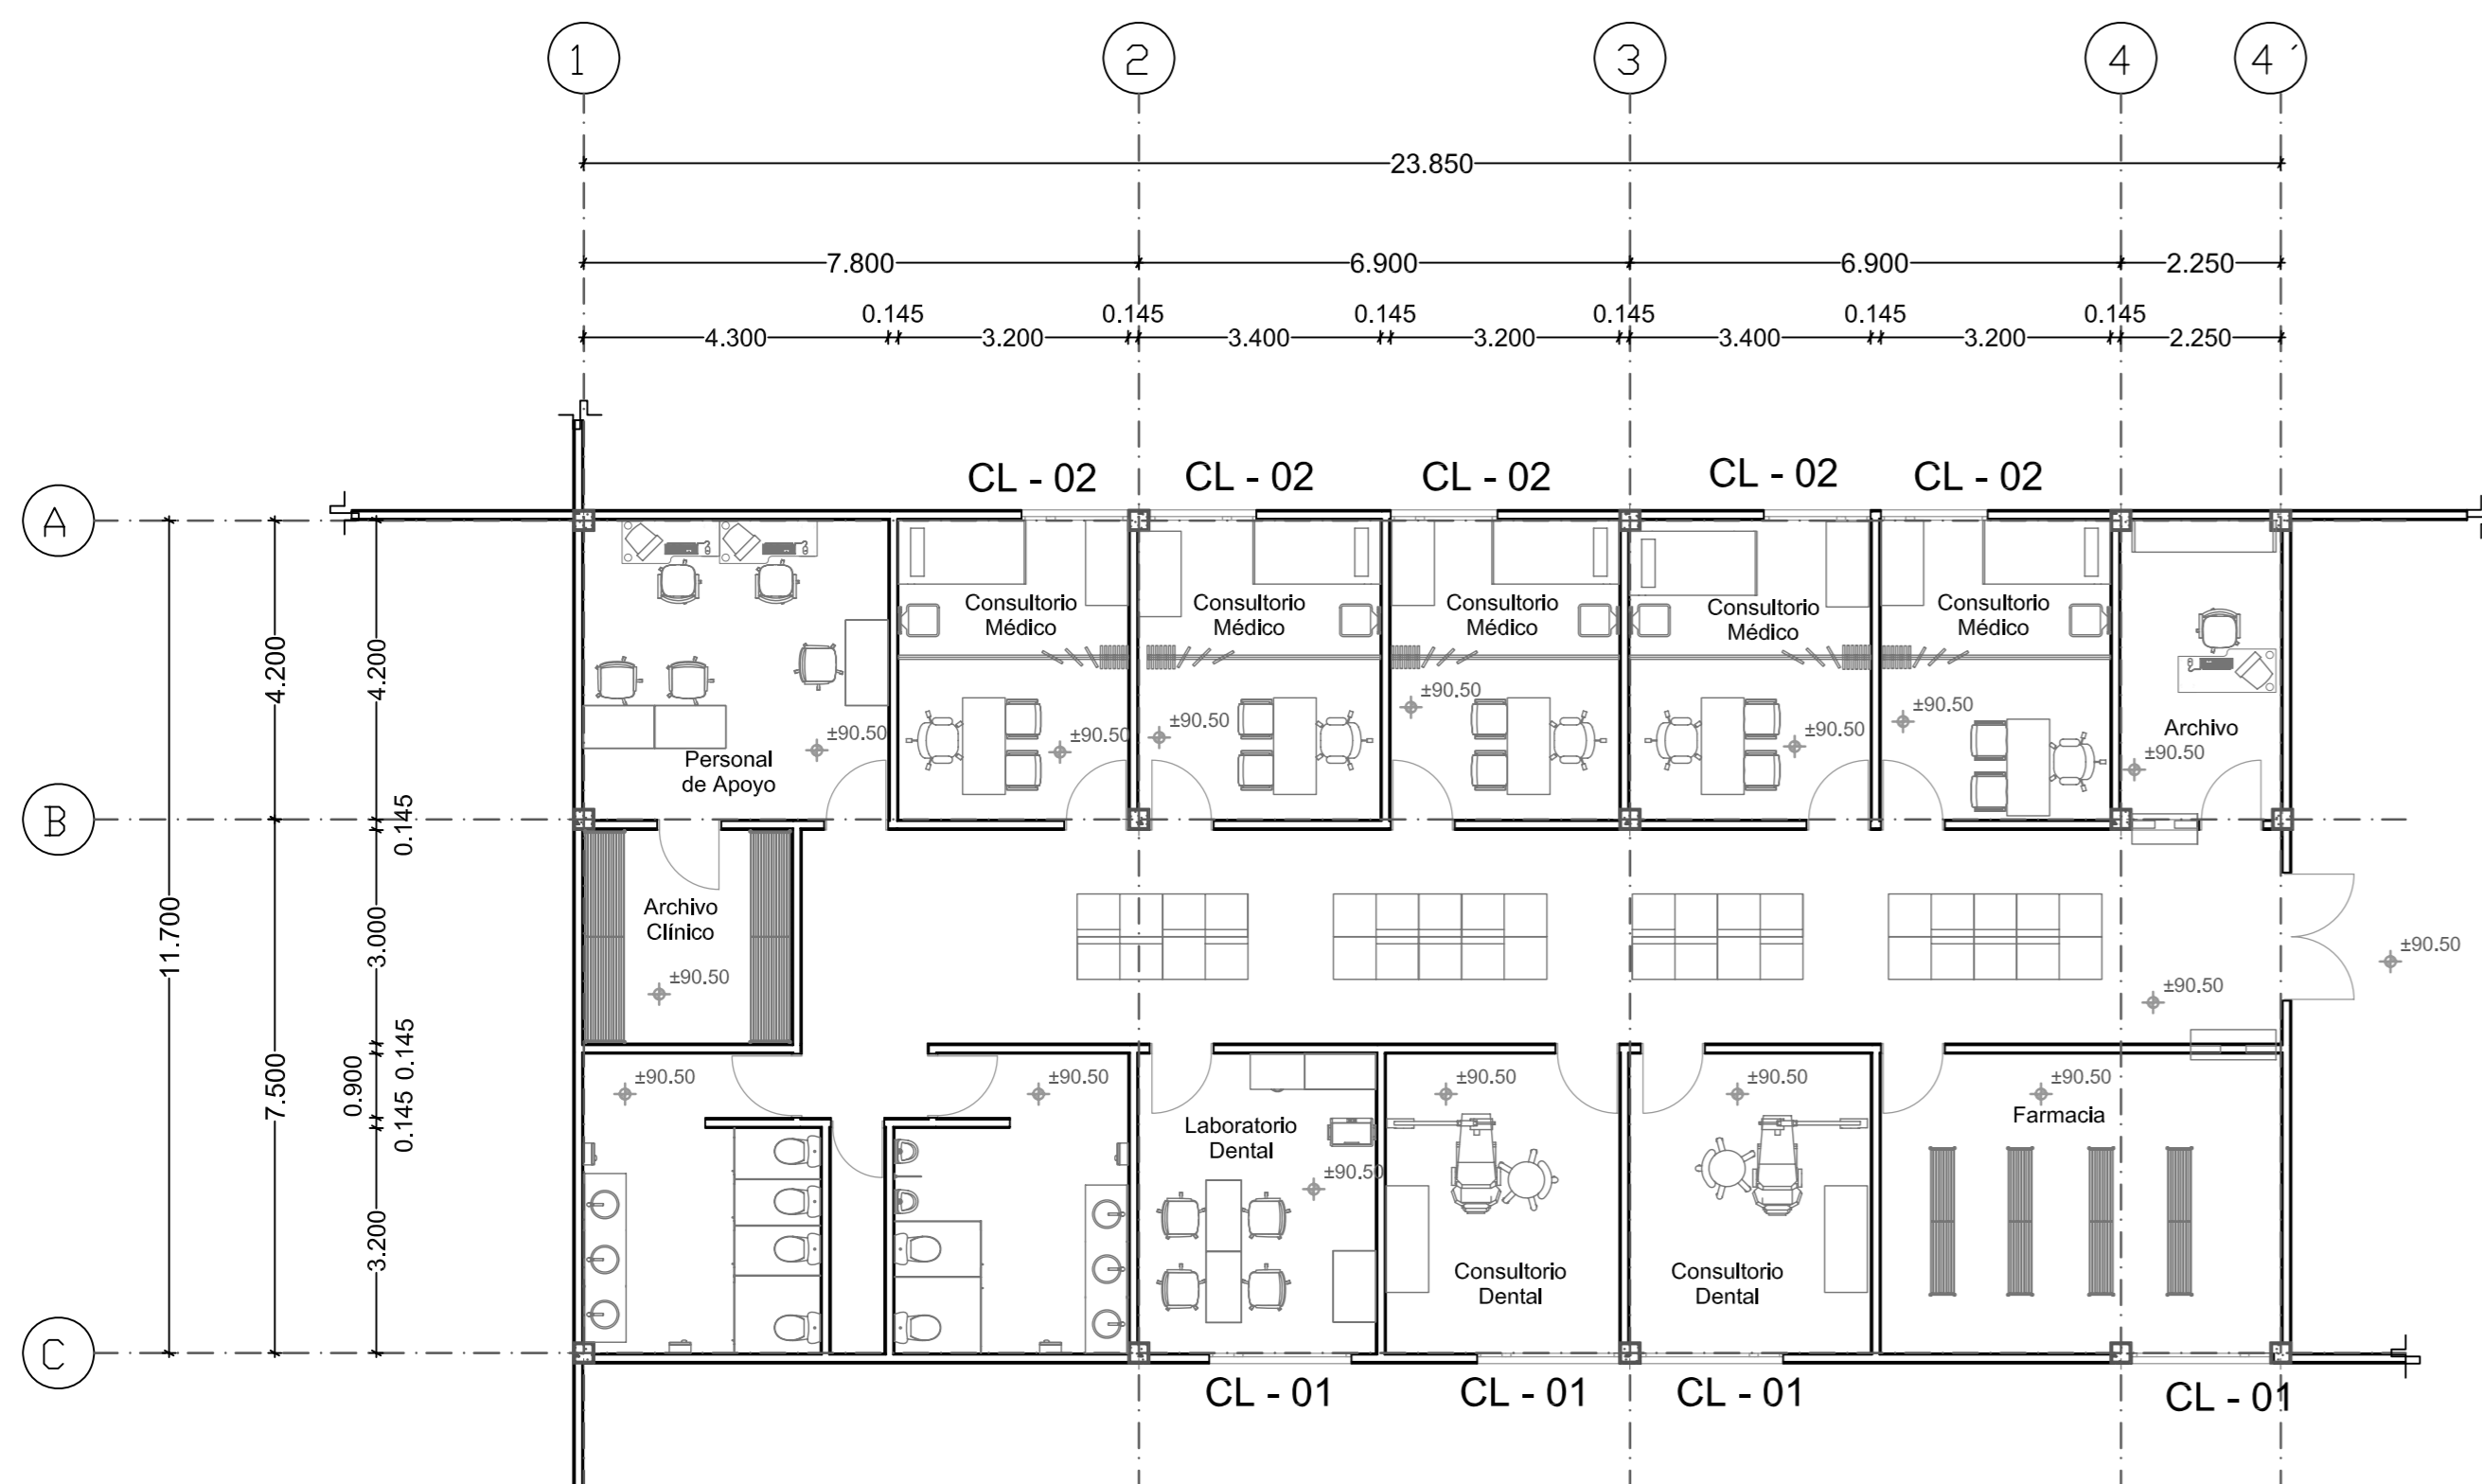 1 2 3 4 4´
23.850
7.800 6.900 6.900 2.250
0.145 0.145 0.145 0.145 0.145 0.145
4.300 3.200 3.400 3.200 3.400 3.200 2.250
CL - 02 CL - 02 CL - 02 CL - 02 CL - 02
A
B
C
11.700
4.200
7.500
4.200
0.145
3.000
0.145
0.900
0.145
3.200
Personal
de Apoyo
±90.50
Consultorio
Médico
±90.50
Consultorio
Médico
±90.50
Consultorio
Médico
±90.50
Consultorio
Médico
±90.50
Consultorio
Médico
±90.50
Archivo
±90.50
Archivo
Clínico
±90.50
±90.50
±90.50
±90.50
±90.50
Laboratorio
Dental
±90.50
±90.50
Consultorio
Dental
±90.50
Consultorio
Dental
±90.50
Farmacia
CL - 01 CL - 01 CL - 01 CL - 01